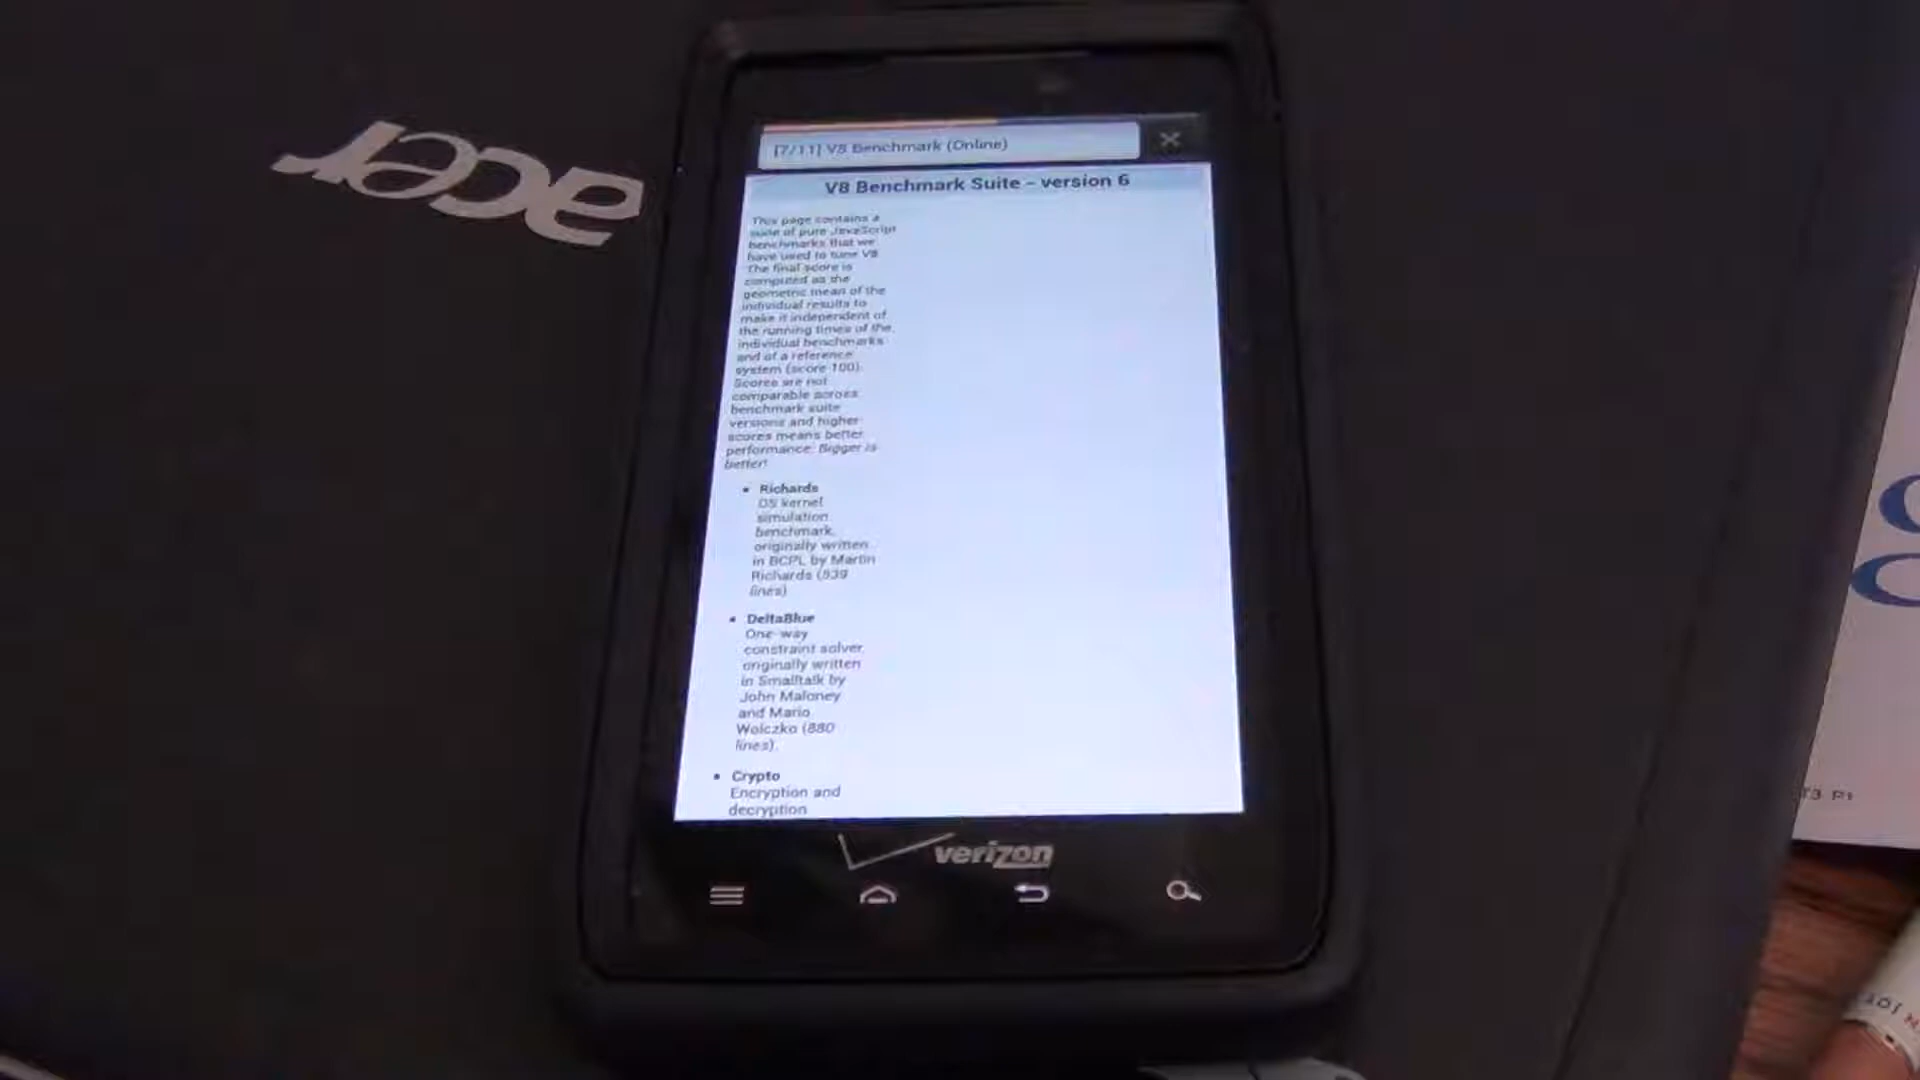 acer
[7/11] V8 Benchmark (Online)
V8 Benchmark Suite - version 6
This page contains a
suite of pure JavaScript
benchmarks that we
have used to tune V8.
The final score is
computed as the
geometric mean of the
individual results to
make it independent of
the running times of the
individual benchmarks
and of a reference
system (score 100).
Scores are not
comparable across
benchmark suite
versions and higher
scores means better
performance: Bigger is
better!
• Richards
OS kernel
simulation
benchmark,
originally written
in BCPL by Martin
Richards (539
lines).
• DeltaBlue
One-way
constraint solver,
originally written
in Smalltalk by
John Maloney
and Mario
Wolczko (880
lines).
• Crypto
Encryption and
decryption
verizon